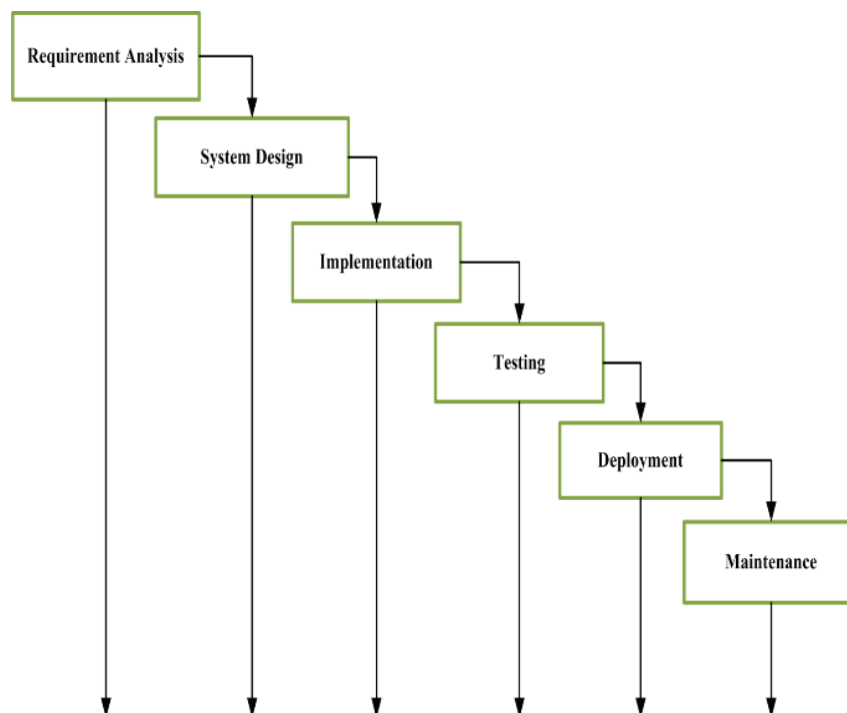 Requirement Analysis
System Design
Implementation
Testing
Deployment
Maintenance